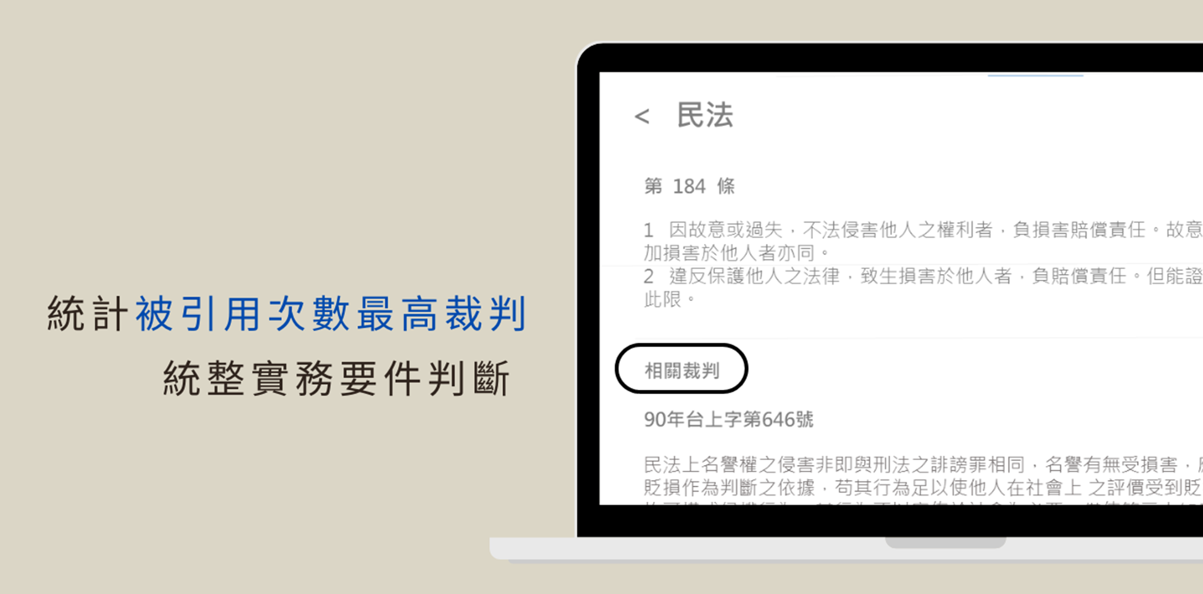 統計被引用次數最高裁判
統整實務要件判斷
< 民法
第 184 條
1 因故意或過失，不法侵害他人之權利者，負損害賠償責任。故意
加損害於他人者亦同。
2 違反保護他人之法律，致生損害於他人者，負賠償責任。但能證
此限。
相關裁判
90年台上字第646號
民法上名譽權之侵害非即與刑法之誹謗罪相同，名譽有無受損害，
貶損作為判斷之依據，苟其行為足以使他人在社會上 之評價受到貶